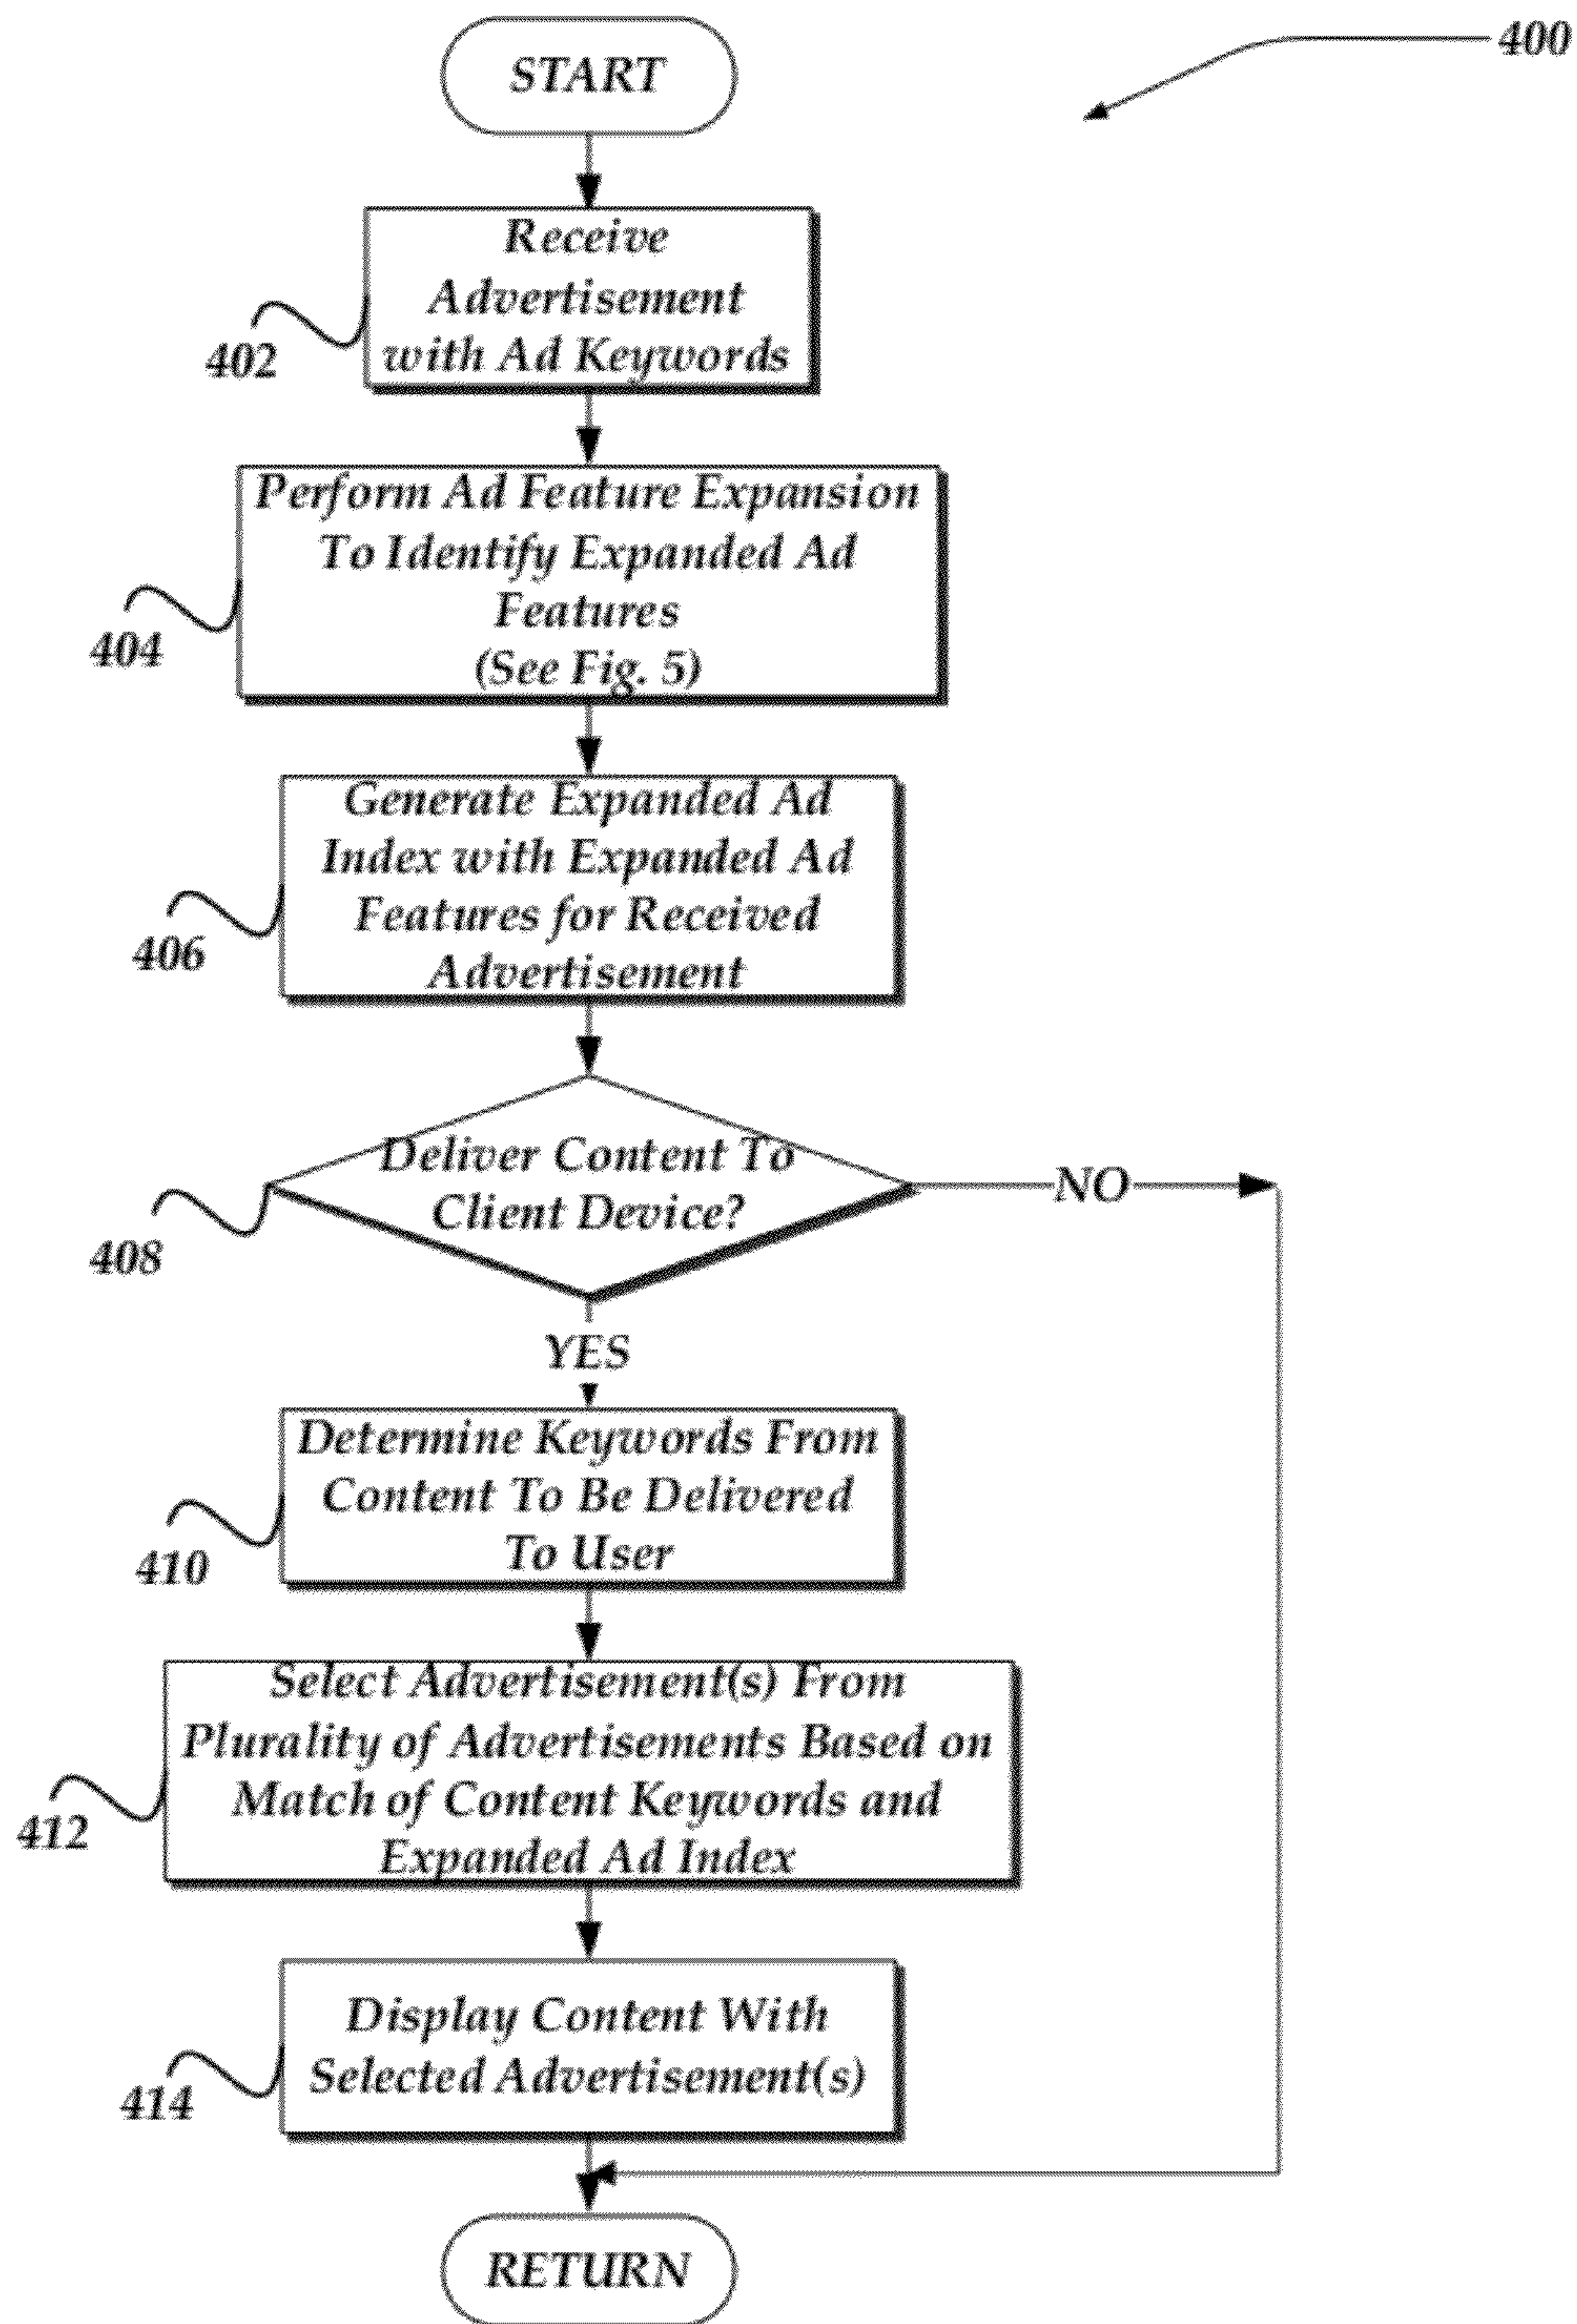 START
400
Receive
Advertisement
with Ad Keywords
402
Perform Ad Feature Expansion
To Identify Expanded Ad
Features
(See Fig. 5)
404
Generate Expanded Ad
Index with Expanded Ad
Features for Received
Advertisement
406
Deliver Content To
Client Device?
NO
408
YES
Determine Keywords From
Content To Be Delivered
To User
410
Select Advertisement(s) From
Plurality of Advertisements Based on
Match of Content Keywords and
Expanded Ad Index
412
Display Content With
Selected Advertisement(s)
414
RETURN